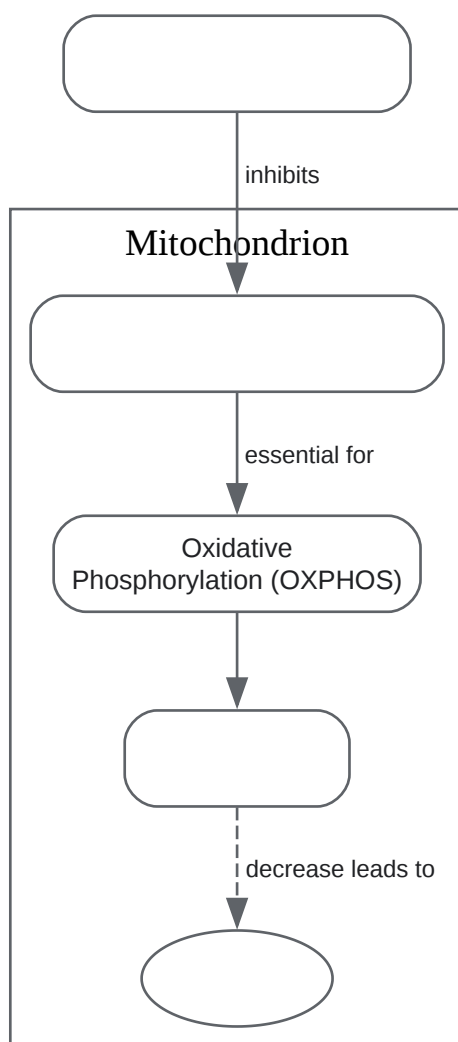 inhibits
Mitochondrion
essential for
Oxidative
Phosphorylation (OXPHOS)
decrease leads to